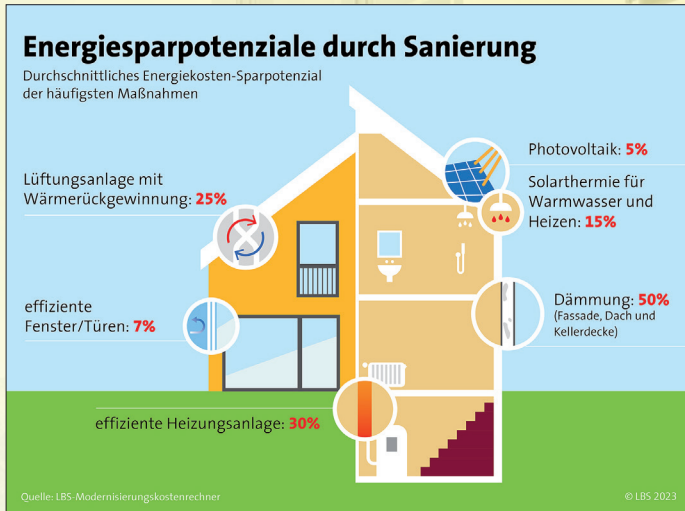 Energiesparpotenziale durch Sanierung
Durchschnittliches Energiekosten-Sparpotenzial
der häufigsten Maßnahmen
Photovoltaik: 5%
Lüftungsanlage mit
Wärmerückgewinnung: 25%
Solarthermie für
Warmwasser und
Heizen: 15%
effiziente
Fenster/Türen: 7%
Dämmung: 50%
(Fassade, Dach und
Kellerdecke)
effiziente Heizungsanlage: 30%
Quelle: LBS-Modernisierungskostenrechner
© LBS 2023